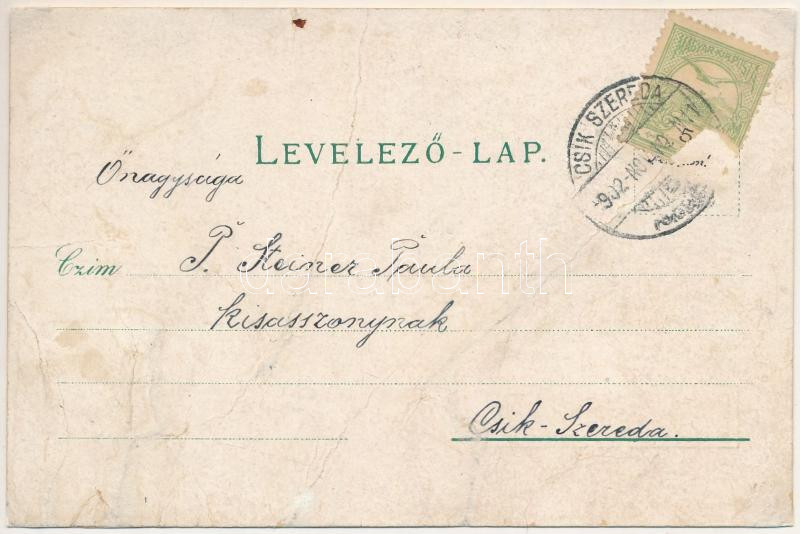 LEVELEZŐ-LAP.
Őnagysága
Czim P. Steiner Paula
kisasszonynak
Csik-Szereda.
CSIK SZEREDA